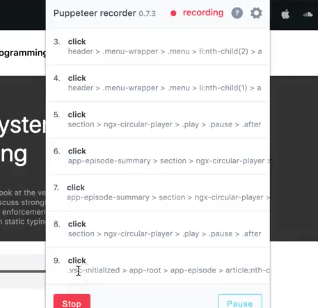 Puppeteer recorder 0.7.3 recording ?
3. click
header > .menu-wrapper > .menu > li:nth-child(2) > a
ogramming
4. click
header > .menu-wrapper > .menu > li:nth-child(1) > a
5. click
section > ngx-circular-player > .play > .pause > .after
yster
ng
6. click
app-episode-summary > section > ngx-circular-player >
7. click
app-episode-summary > section > ngx-circular-player >
ook at the ve
cuss strongl
enforcemen
n static typin
8. click
section > ngx-circular-player > .play > .pause > .after
9. click
-initialized > app-root > app-episode > article:nth-c
Stop
Pause